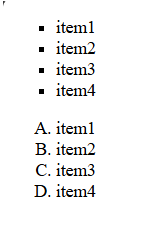 ▪ item1
▪ item2
▪ item3
▪ item4
A. item1
B. item2
C. item3
D. item4